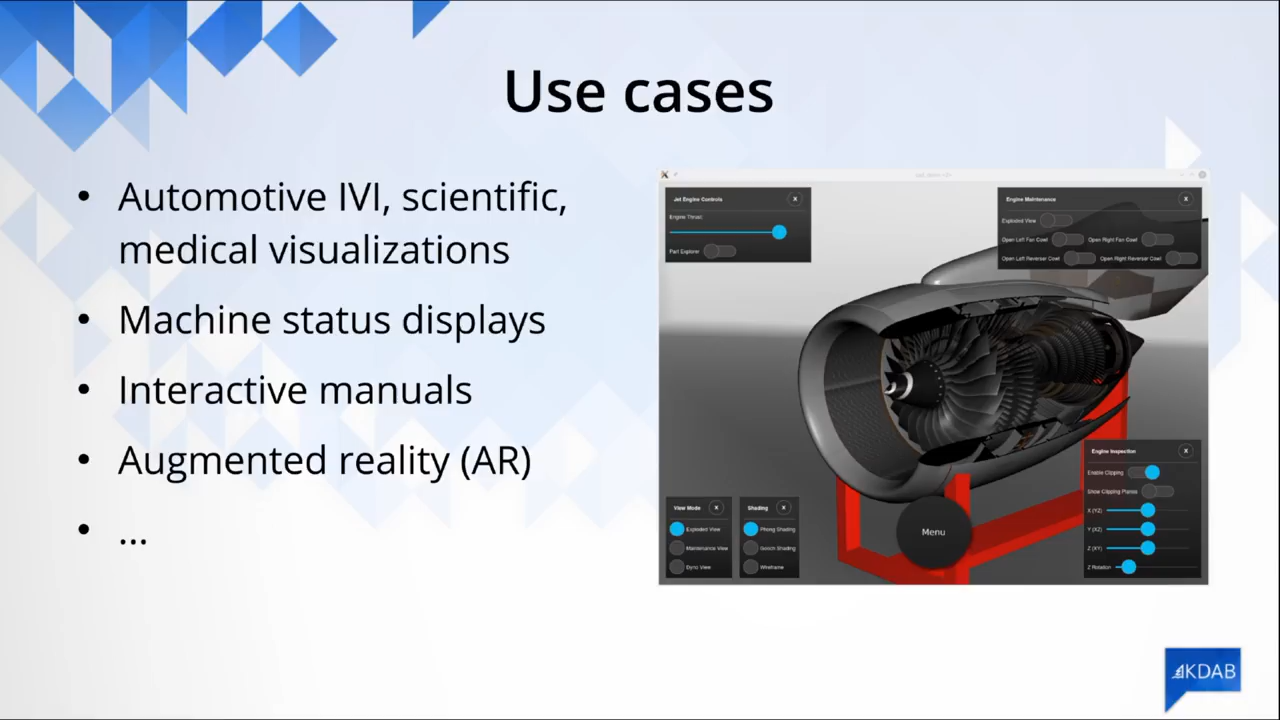 Use cases
• Automotive IVI, scientific,
medical visualizations
• Machine status displays
• Interactive manuals
• Augmented reality (AR)
• ...
Jet Engine Controls X
Engine Thrust
Part Explorer
Engine Maintenance X
Exploded View
Open Left Fan Cowl Open Right Fan Cowl
Open Left Reverser Cowl Open Right Reverser Cowl
View Mode X
Exploded View
Maintenance View
Dyno View
Shading X
Phong Shading
Gooch Shading
Wireframe
Menu
Engine Inspection X
Enable Clipping
Show Clipping Planes
X (YZ)
Y (XZ)
Z (XY)
Z Rotation
KDAB